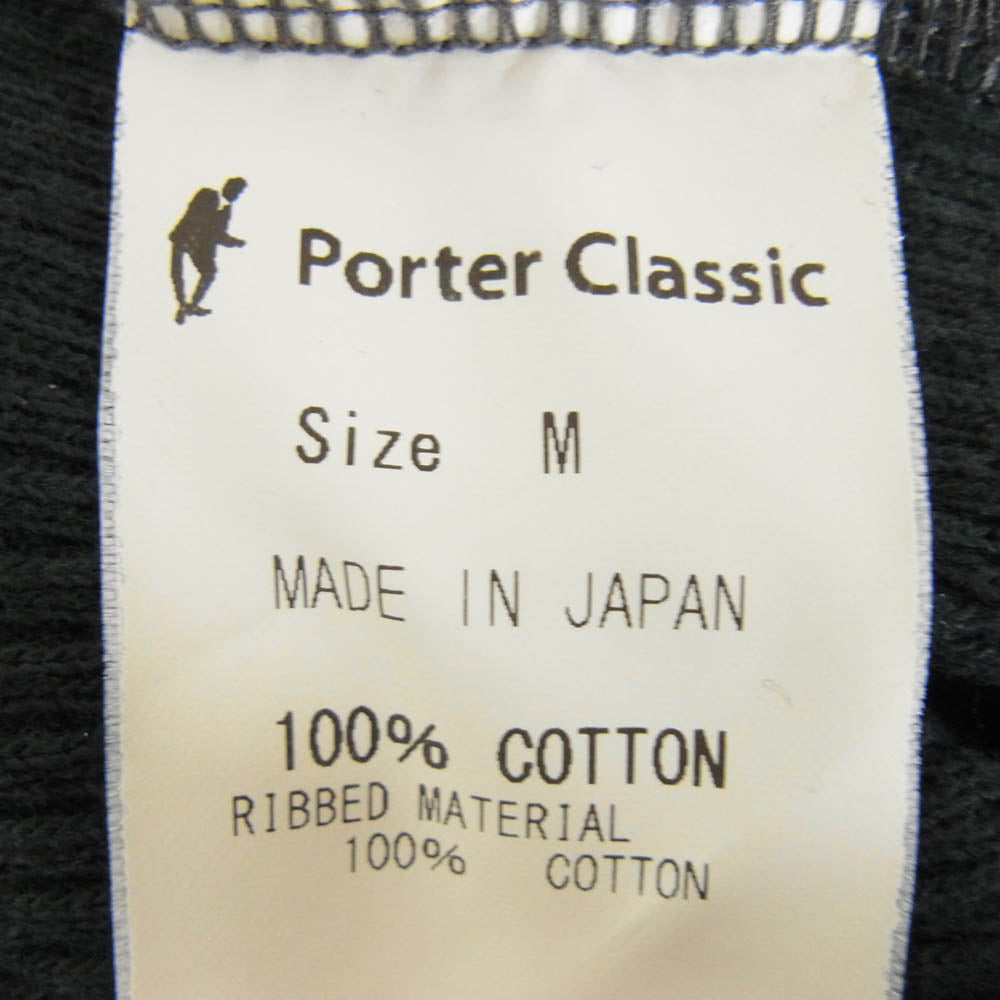 Porter Classic
Size M
MADE IN JAPAN
100% COTTON
RIBBED MATERIAL
100% COTTON